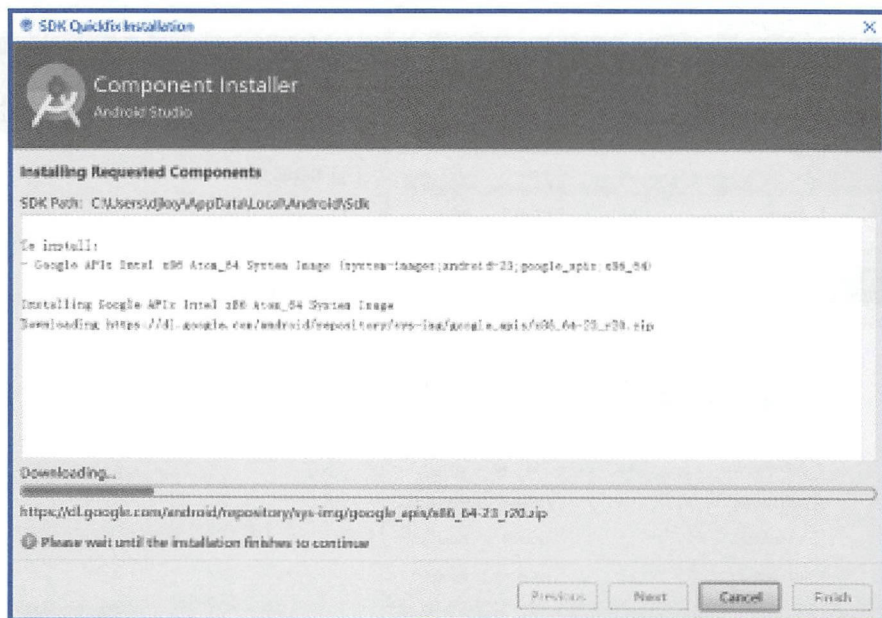 SDK Quickfix Installation
Component Installer
Android Studio
Installing Requested Components
SDK Path: C:\Users\djkxy\AppData\Local\Android\Sdk
To install:
- Google APIs Intel x86 Atom_64 System Image (system-images;android-23;google_apis;x86_64)
Installing Google APIs Intel x86 Atom_64 System Image
Downloading https://dl.google.com/android/repository/sys-img/google_apis/x86_64-23_r20.zip
Downloading...
https://dl.google.com/android/repository/sys-img/google_apis/x86_64-23_r20.zip
Please wait until the installation finishes to continue
Previous Next Cancel Finish